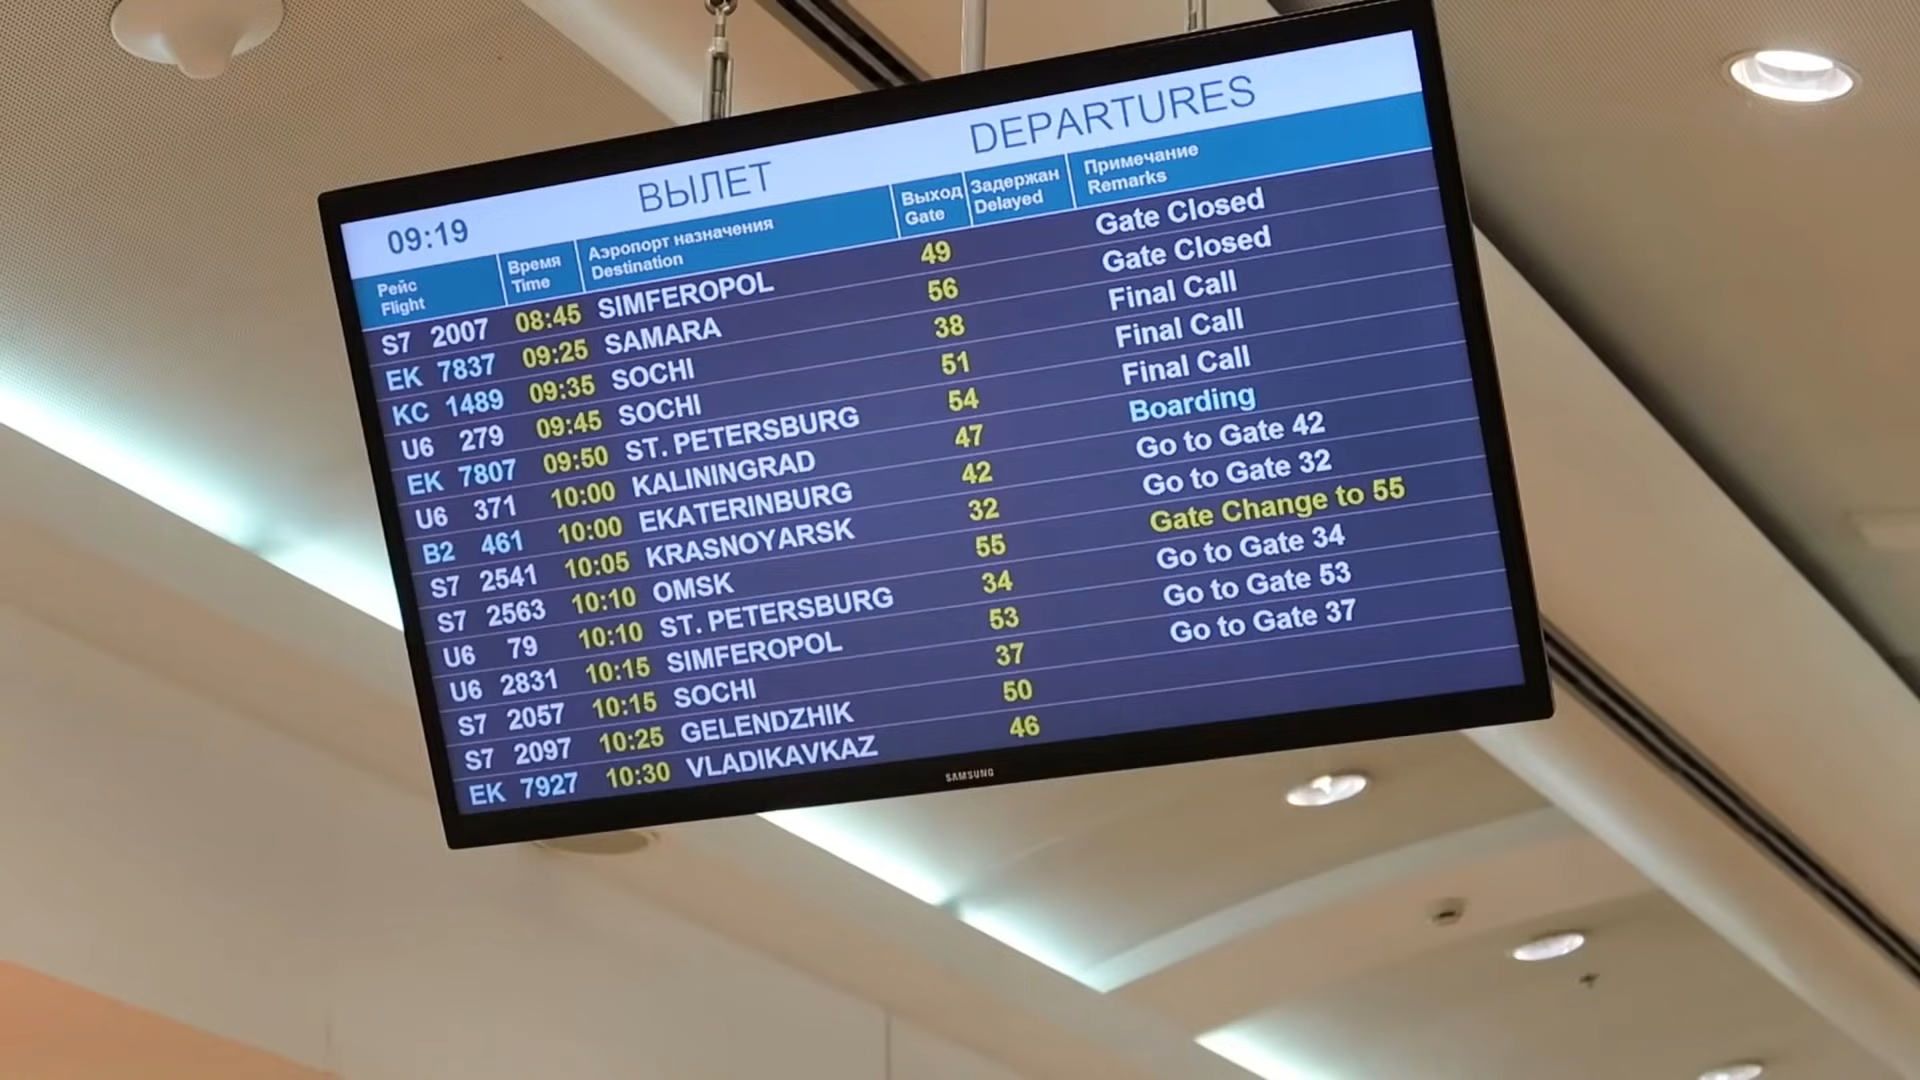 09:19 ВЫЛЕТ DEPARTURES
Рейс Время Аэропорт назначения Выход Задержан Примечание
Flight Time Destination Gate Delayed Remarks
S7 2007 08:45 SIMFEROPOL 49 Gate Closed
EK 7837 09:25 SAMARA 56 Gate Closed
KC 1489 09:35 SOCHI 38 Final Call
U6 279 09:45 SOCHI 51 Final Call
EK 7807 09:50 ST. PETERSBURG 54 Final Call
U6 371 10:00 KALININGRAD 47 Boarding
B2 461 10:00 EKATERINBURG 42 Go to Gate 42
S7 2541 10:05 KRASNOYARSK 32 Go to Gate 32
S7 2563 10:10 OMSK 55 Gate Change to 55
U6 79 10:10 ST. PETERSBURG 34 Go to Gate 34
U6 2831 10:15 SIMFEROPOL 53 Go to Gate 53
S7 2057 10:15 SOCHI 37 Go to Gate 37
S7 2097 10:25 GELENDZHIK 50
EK 7927 10:30 VLADIKAVKAZ 46
SAMSUNG